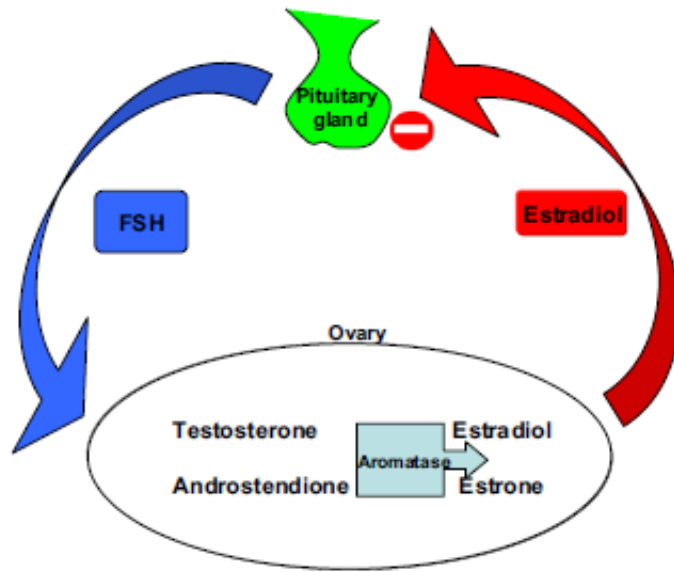 Pituitary
gland
FSH
Estradiol
Ovary
Testosterone
Estradiol
Aromatase
Androstendione
Estrone